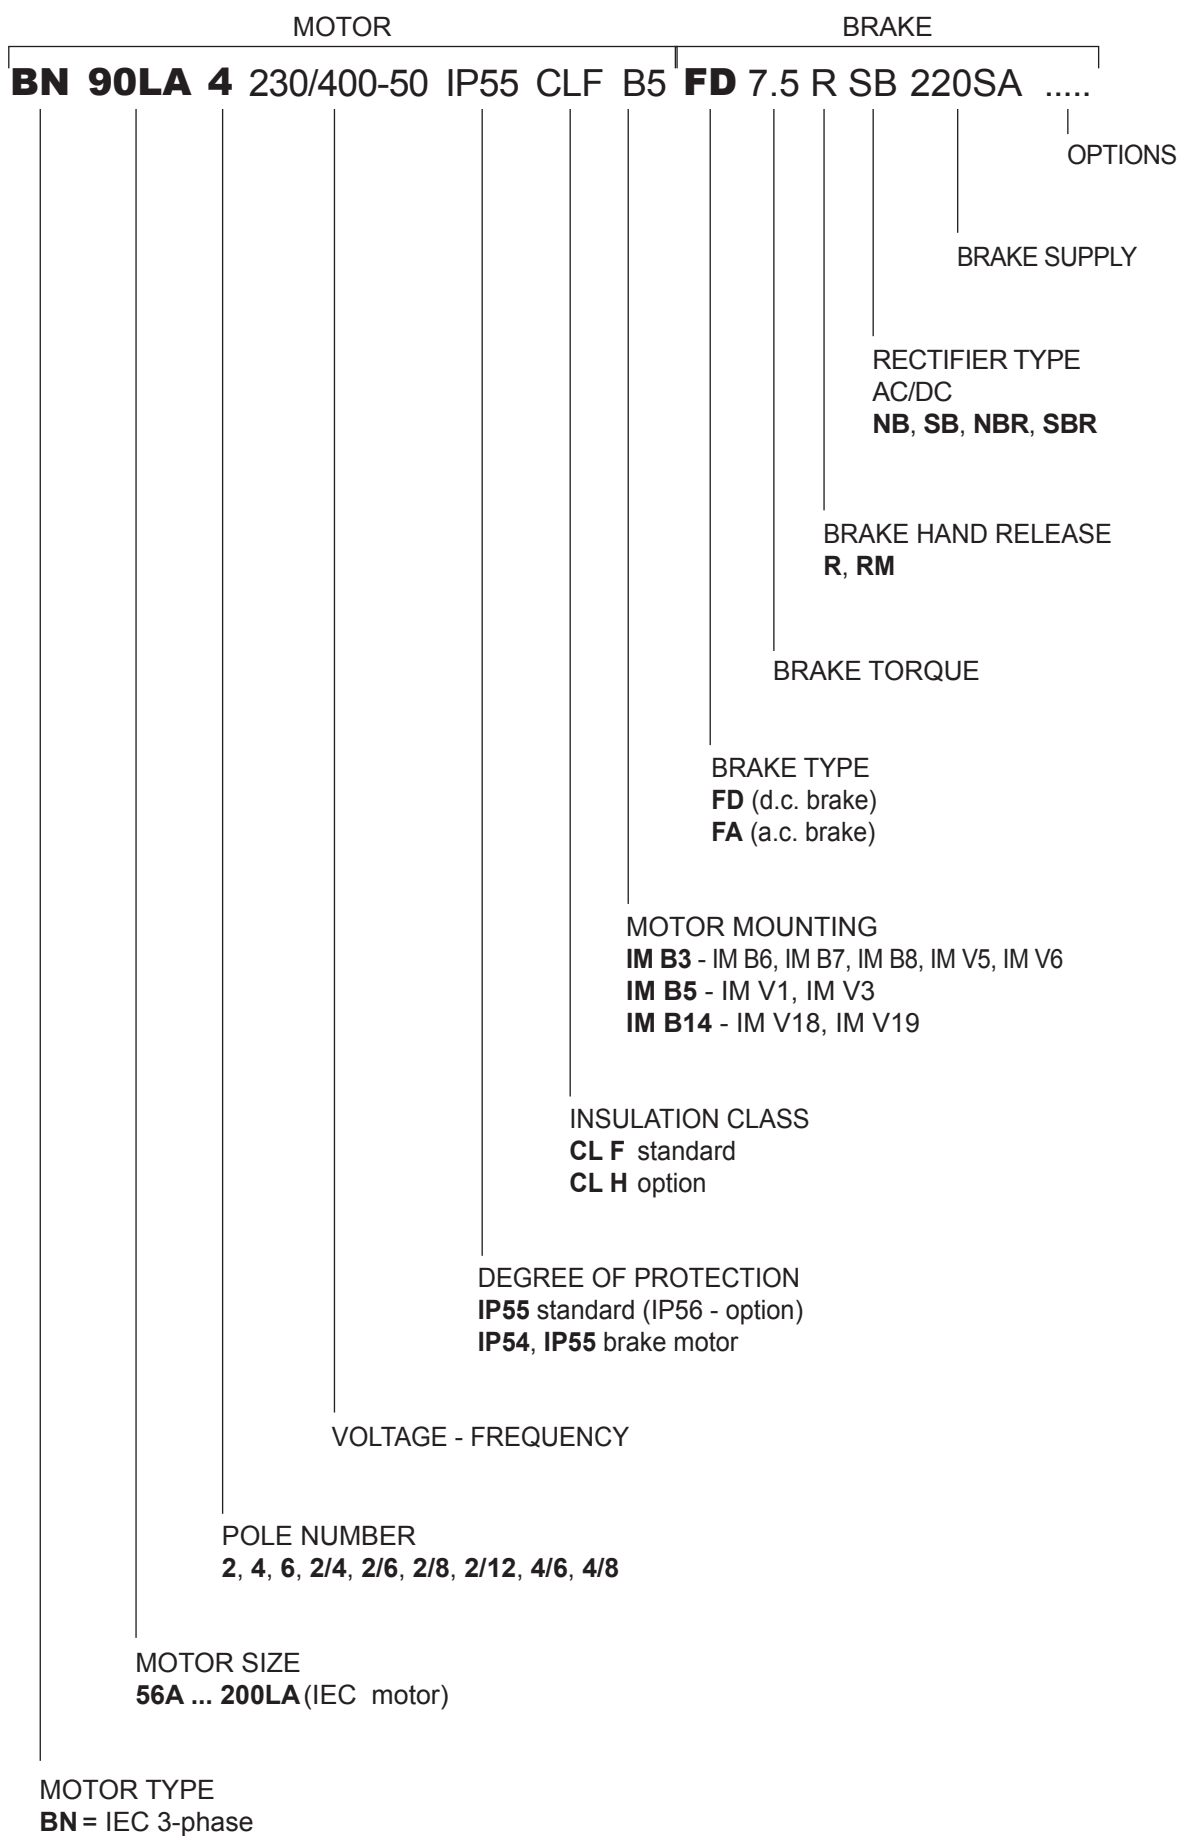 MOTOR BRAKE
BN 90LA 4 230/400-50 IP55 CLF B5 FD 7.5 R SB 220SA .....
OPTIONS
BRAKE SUPPLY
RECTIFIER TYPE
AC/DC
NB, SB, NBR, SBR
BRAKE HAND RELEASE
R, RM
BRAKE TORQUE
BRAKE TYPE
FD (d.c. brake)
FA (a.c. brake)
MOTOR MOUNTING
IM B3 - IM B6, IM B7, IM B8, IM V5, IM V6
IM B5 - IM V1, IM V3
IM B14 - IM V18, IM V19
INSULATION CLASS
CL F standard
CL H option
DEGREE OF PROTECTION
IP55 standard (IP56 - option)
IP54, IP55 brake motor
VOLTAGE - FREQUENCY
POLE NUMBER
2, 4, 6, 2/4, 2/6, 2/8, 2/12, 4/6, 4/8
MOTOR SIZE
56A ... 200LA (IEC motor)
MOTOR TYPE
BN = IEC 3-phase